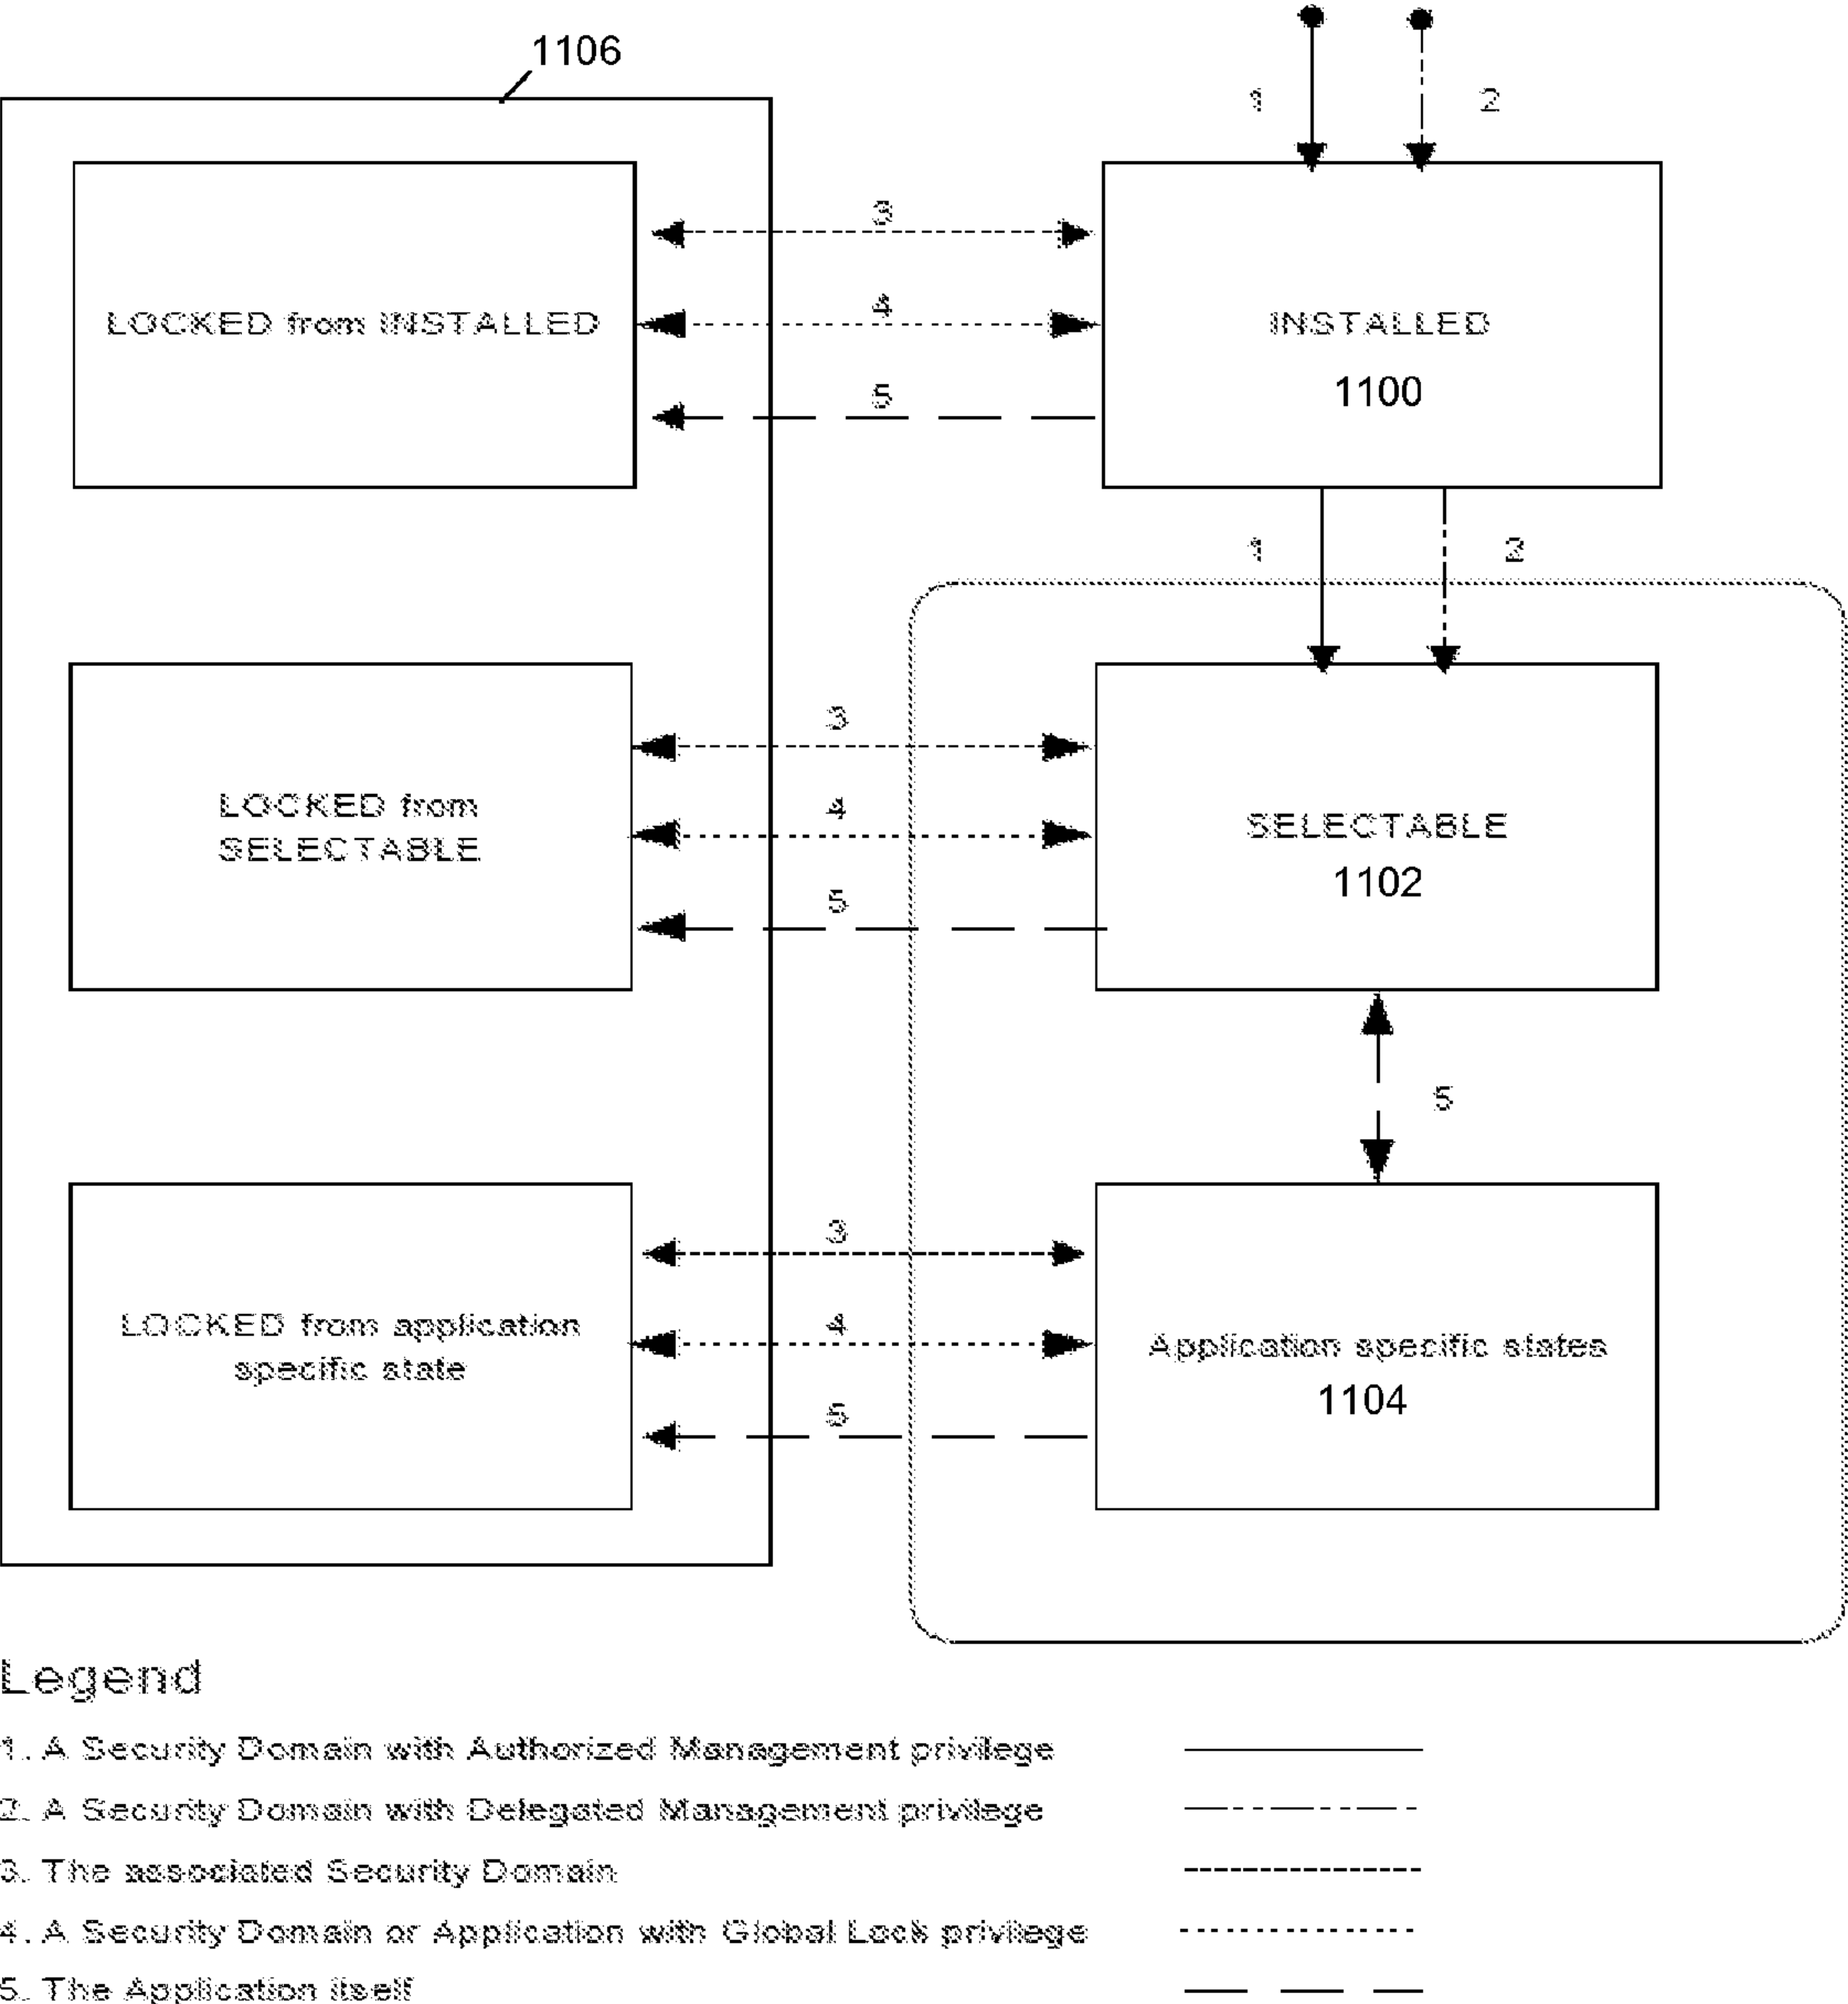 1106
1
2
3
LOCKED from INSTALLED
4
INSTALLED
5
1100
1
2
3
LOCKED from
SELECTABLE
4
SELECTABLE
1102
5
5
3
LOCKED from application
specific state
4
Application specific states
1104
5
Legend
1. A Security Domain with Authorized Management privilege
2. A Security Domain with Delegated Management privilege
3. The associated Security Domain
4. A Security Domain or Application with Global Lock privilege
5. The Application itself